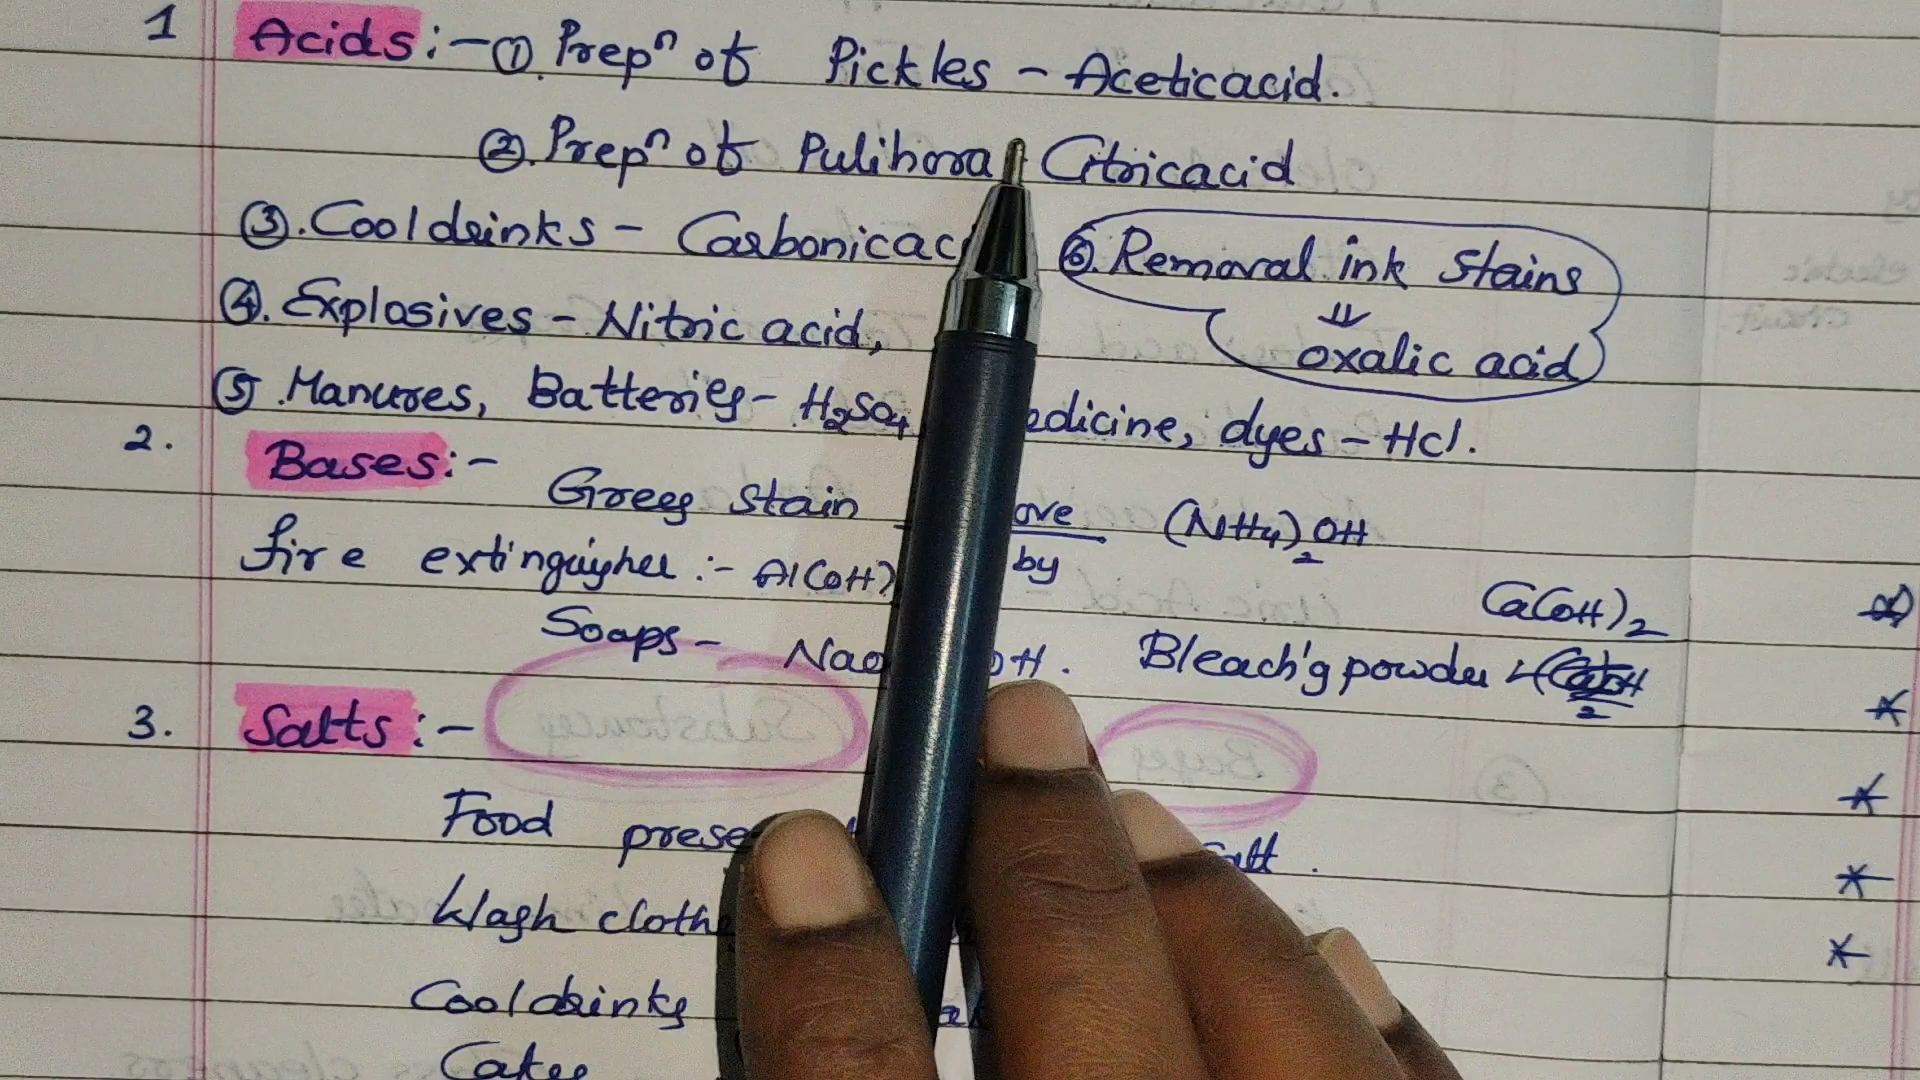 1 Acids :- ①. Prepⁿ of Pickles - Aceticacid.
②. Prepⁿ of Pulihora Citricacid
③. Cooldrinks - Carbonicac
⑥. Removal ink stains
⇓
oxalic acid
④. Explosives - Nitric acid,
⑤. Manures, Batteries - H2SO4 edicine, dyes - Hcl.
2. Bases :-
Greeg stain ove (NH4)2OH
by
fire extinguisher :- Al(OH)
Ca(OH)2
Soaps - Nao OH. Bleach'g powder
3. Salts :-
Food prese alt.
Wash clothe
Cooldrinks
Cakes